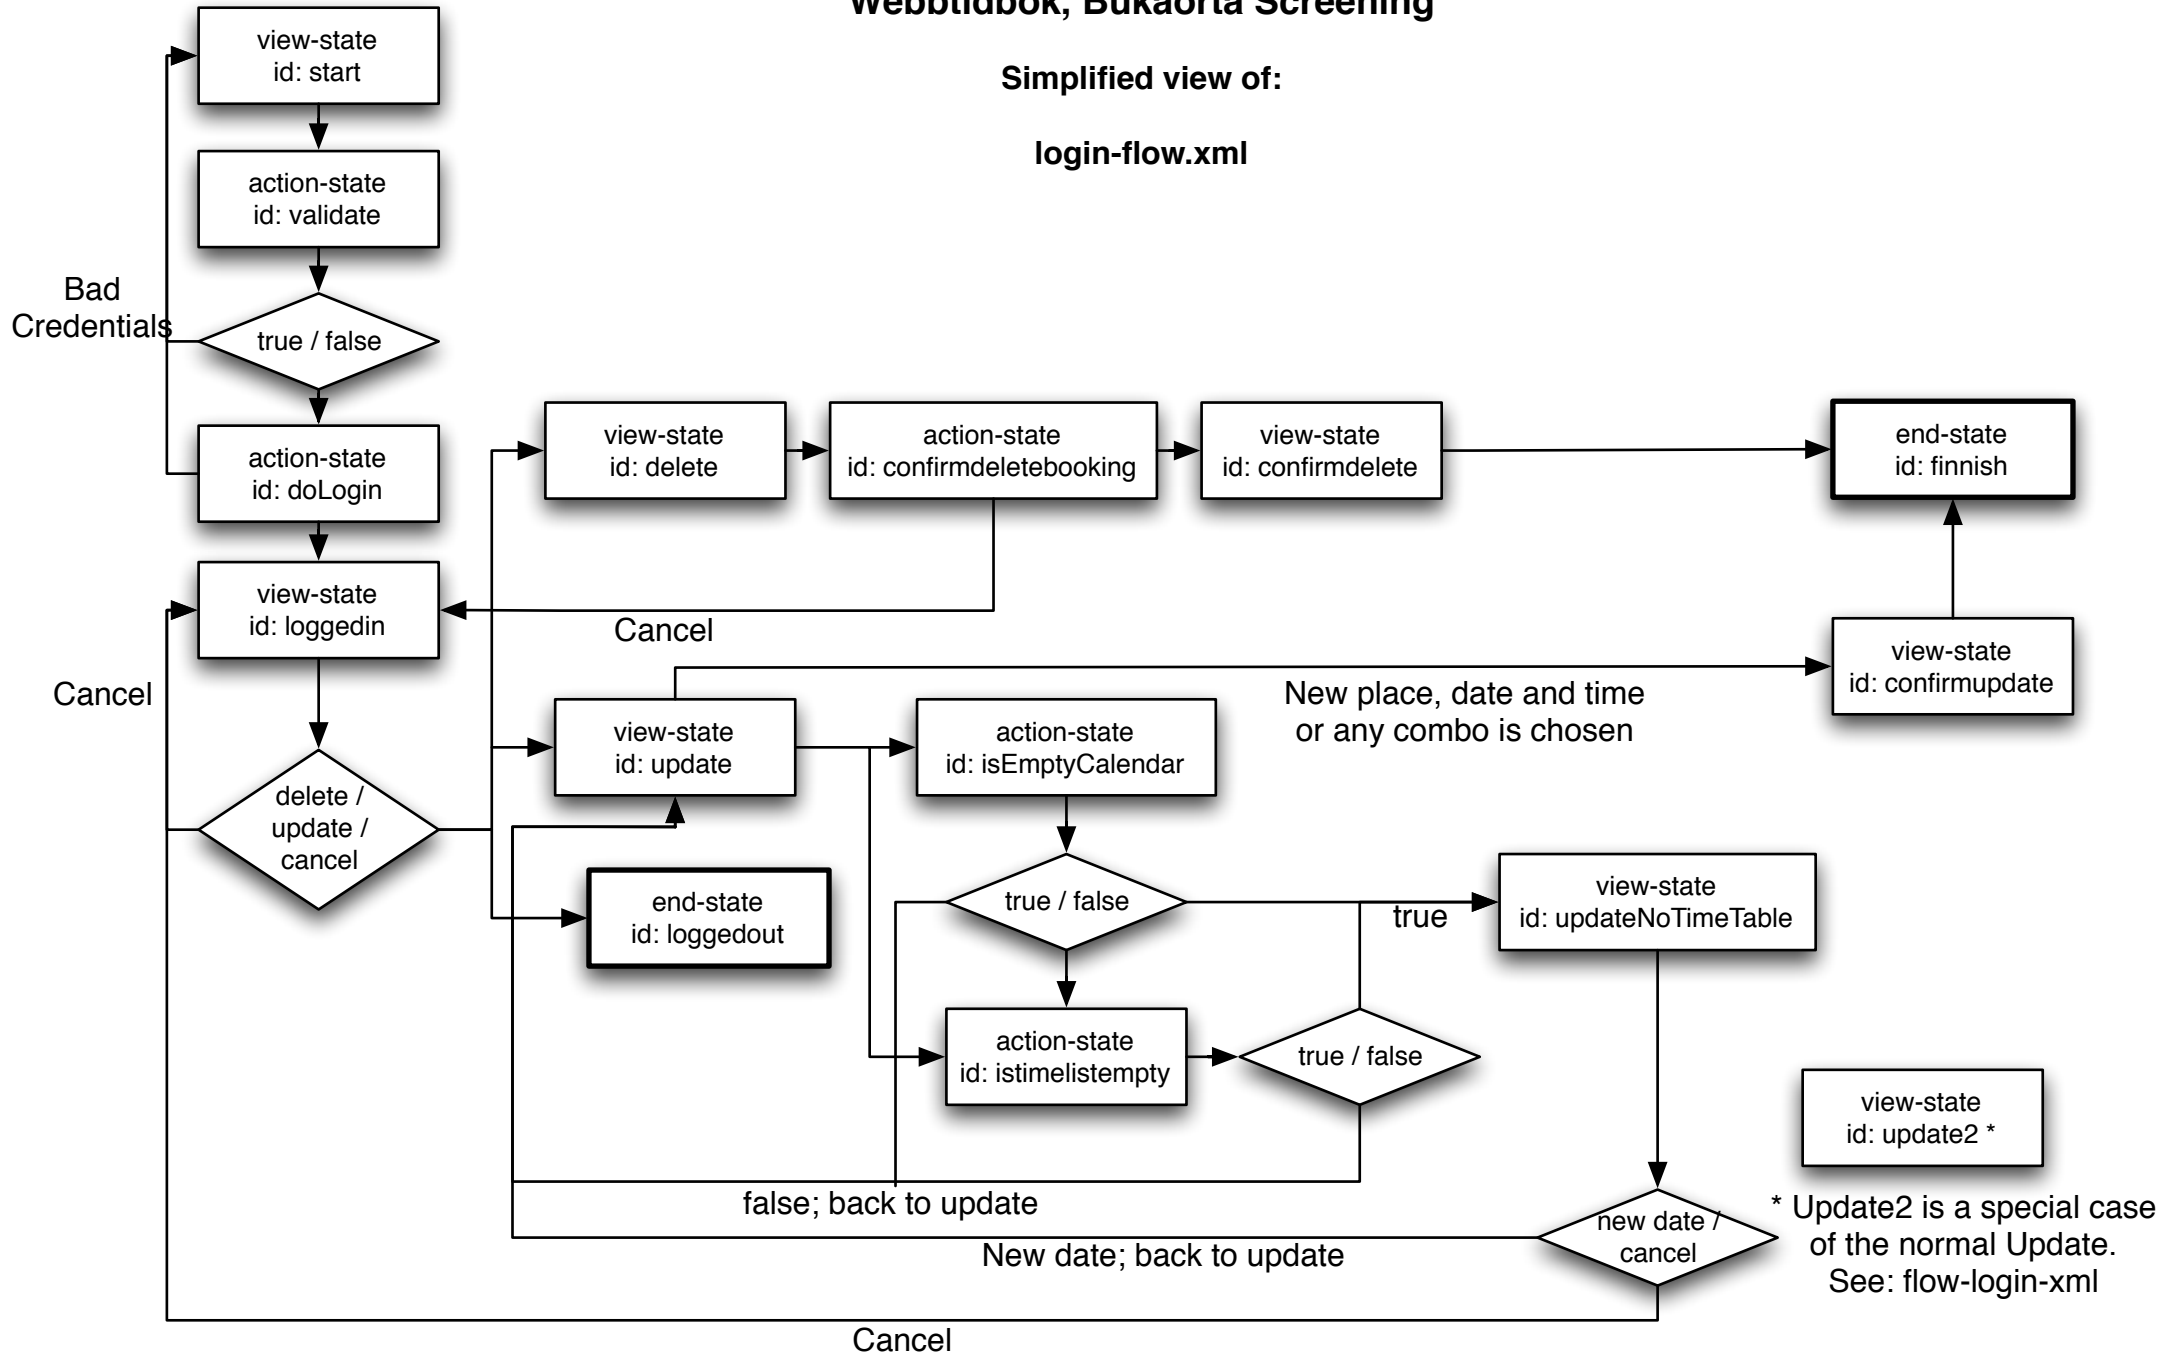 Webbtidbok, Bukaorta Screening
Simplified view of:
login-flow.xml
view-state
id: start
action-state
id: validate
Bad
Credentials
true / false
action-state
id: doLogin
view-state
id: delete
action-state
id: confirmdeletebooking
view-state
id: confirmdelete
end-state
id: finnish
view-state
id: loggedin
Cancel
Cancel
view-state
id: confirmupdate
New place, date and time
or any combo is chosen
view-state
id: update
action-state
id: isEmptyCalendar
delete /
update /
cancel
end-state
id: loggedout
true / false
true
view-state
id: updateNoTimeTable
action-state
id: istimelistempty
true / false
view-state
id: update2 *
false; back to update
New date; back to update
new date /
cancel
* Update2 is a special case
of the normal Update.
See: flow-login-xml
Cancel